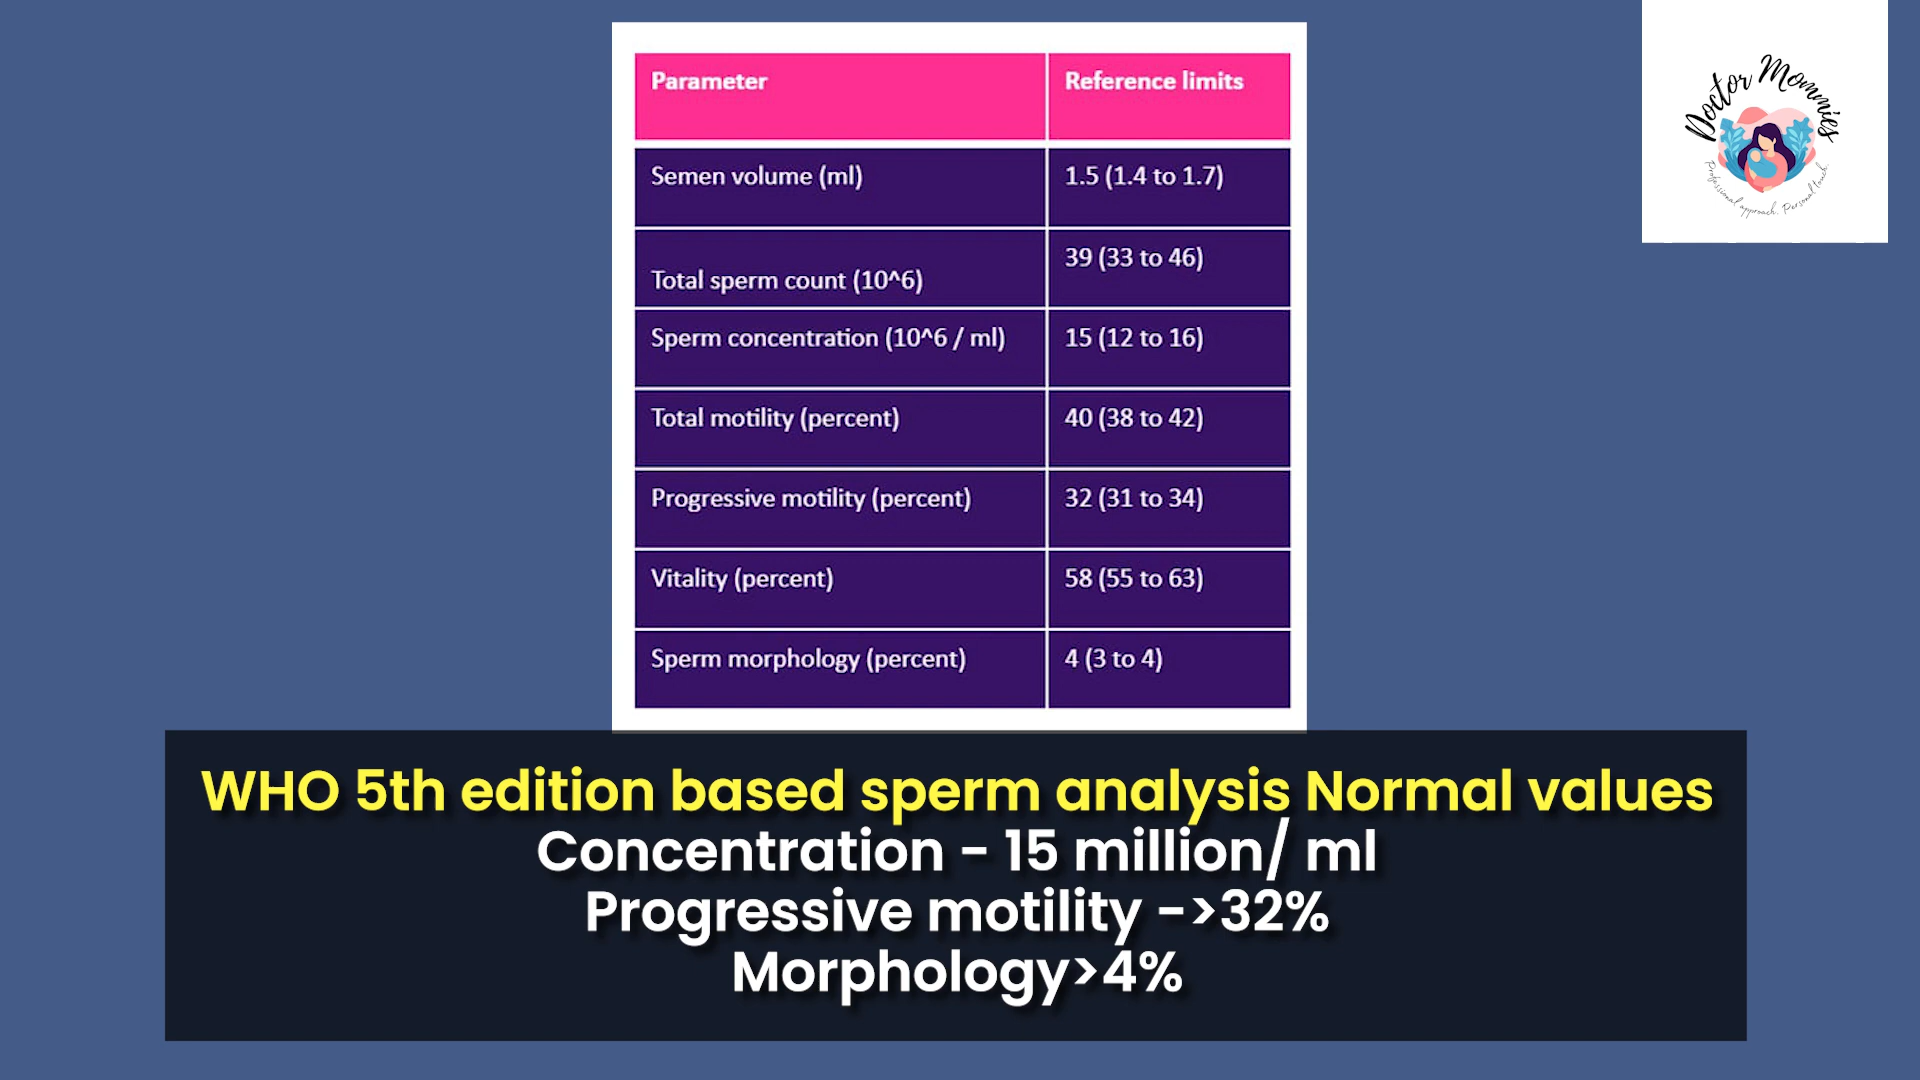 Parameter Reference limits
Semen volume (ml) 1.5 (1.4 to 1.7)
Total sperm count (10^6) 39 (33 to 46)
Sperm concentration (10^6 / ml) 15 (12 to 16)
Total motility (percent) 40 (38 to 42)
Progressive motility (percent) 32 (31 to 34)
Vitality (percent) 58 (55 to 63)
Sperm morphology (percent) 4 (3 to 4)
Doctor Mommies
Professional approach. Personal touch
WHO 5th edition based sperm analysis Normal values
Concentration - 15 million/ ml
Progressive motility ->32%
Morphology>4%